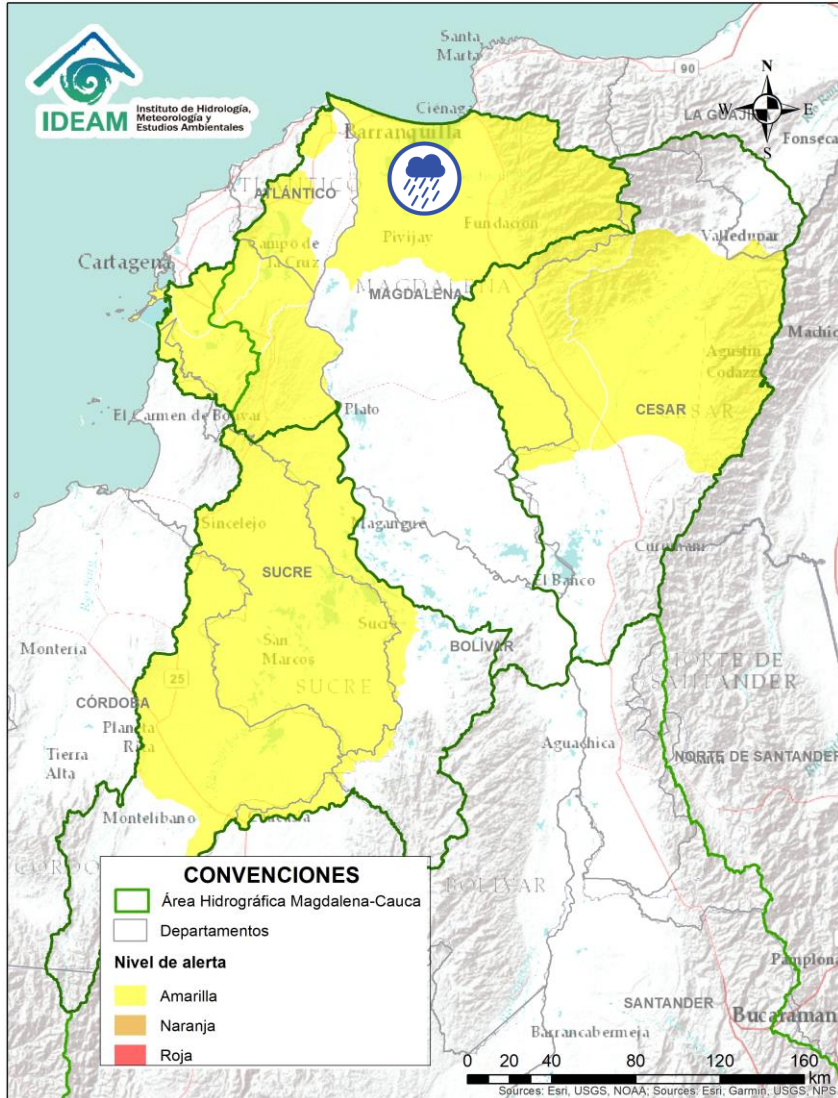 Santa
Marta
90
N
W E
S
IDEAM
Instituto de Hidrología,
Meteorología y
Estudios Ambientales
Ciénaga
LA GUAJI
Fonseca
Barranquilla
ATLÁNTICO
Campo de
la Cruz
Pivijay
Fundación
Valledupar
Cartagena
MAGDALENA
MAGDALENA
Agustín
Codazzi
CESAR
CESAR
El Carmen de Bolívar
Plato
Sincelejo
Magangué
SUCRE
Curumaní
El Banco
Sucre
San
Marcos
SUCRE
Montería
BOLÍVAR
NORTE DE
SANTANDER
25
CÓRDOBA
Planeta
Rica
Tierra
Alta
Aguachica
NORTE DE SANTANDER
Montelíbano
BOLÍVAR
CONVENCIONES
Área Hidrográfica Magdalena-Cauca
Departamentos
Nivel de alerta
Amarilla
Naranja
Roja
Pamplona
SANTANDER
Bucaraman
Barrancabermeja
0 20 40 80 120 160
Km
Sources: Esri, USGS, NOAA; Sources: Esri, Garmin, USGS, NPS